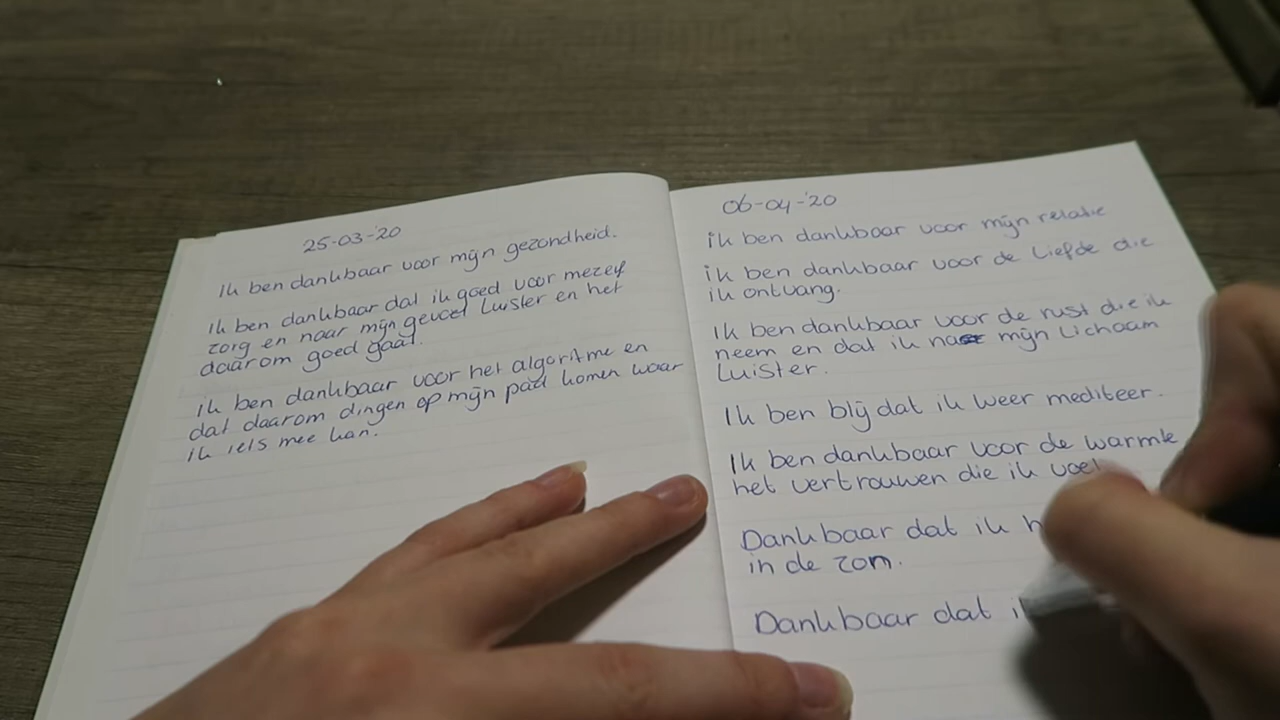 25-03-'20
Ik ben dankbaar voor mijn gezondheid.
Ik ben dankbaar dat ik goed voor mezelf
zorg en naar mijn gevoel luister en het
daarom goed gaat.
ik ben dankbaar voor het algoritme en
dat daarom dingen op mijn pad komen waar
ik iets mee kan.
06-04-'20
ik ben dankbaar voor mijn relatie
ik ben dankbaar voor de Liefde die
ik ontvang.
Ik ben dankbaar voor de rust die ik
neem en dat ik naar mijn Lichaam
Luister.
Ik ben blij dat ik weer mediteer.
Ik ben dankbaar voor de warmte
het vertrouwen die ik voel
Dankbaar dat ik
in de zon.
Dankbaar dat ik